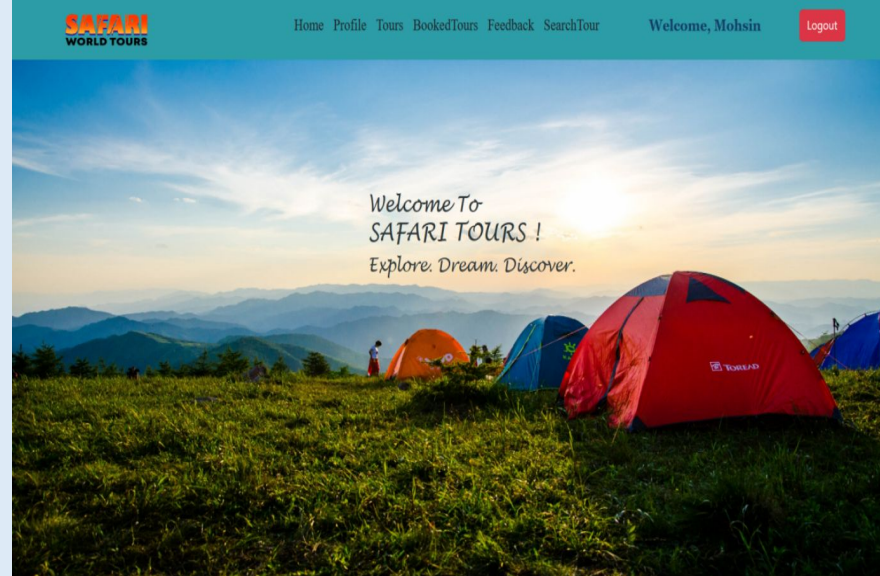 SAFARI
WORLD TOURS
Home Profile Tours BookedTours Feedback SearchTour
Welcome, Mohsin
Logout
Welcome To
SAFARI TOURS !
Explore. Dream. Discover.
TOREAD